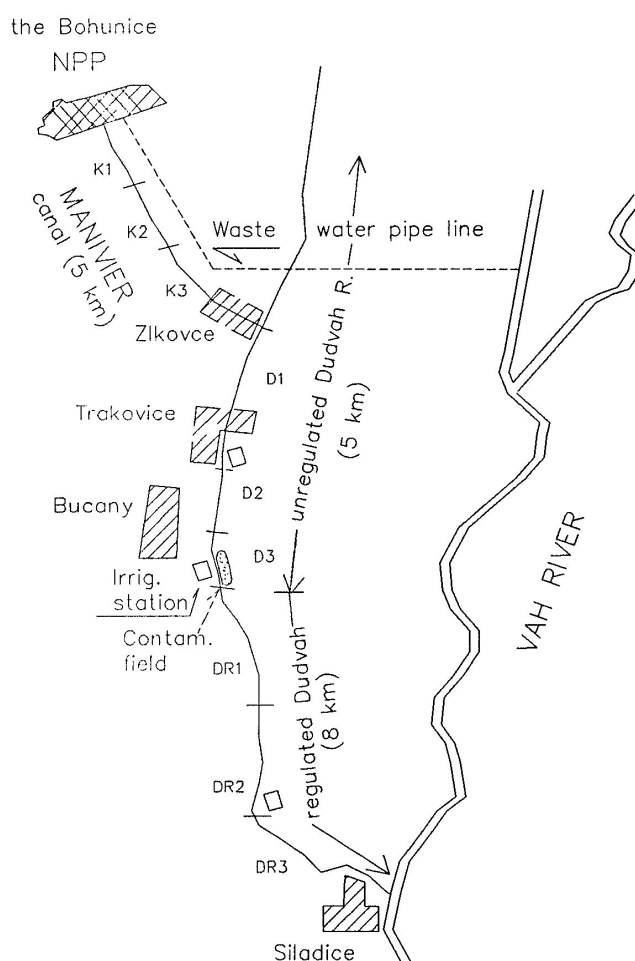 the Bohunice
NPP
K1
MANIVIER
canal (5 km)
K2
K3
Waste water pipe line
Zlkovce
D1
unregulated Dudvah R.
(5 km)
Trakovice
D2
Bucany
D3
Irrig.
station
Contam.
field
VAH RIVER
DR1
regulated Dudvah
(8 km)
DR2
DR3
Siladice